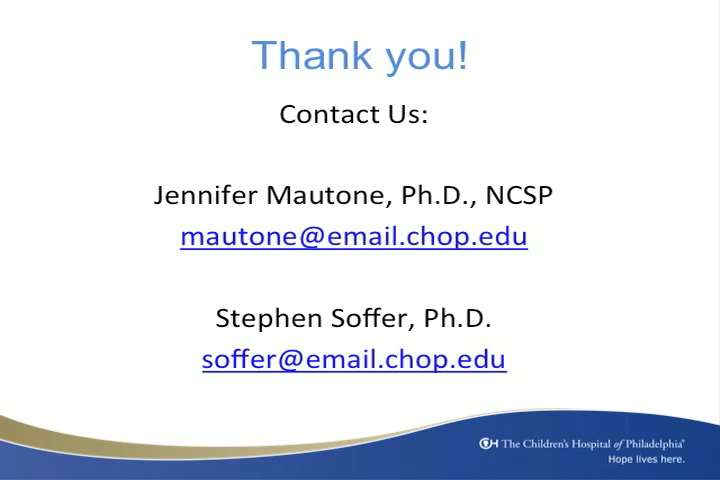 Thank you!
Contact Us:
Jennifer Mautone, Ph.D., NCSP
mautone@email.chop.edu
Stephen Soffer, Ph.D.
soffer@email.chop.edu
CH The Children's Hospital of Philadelphia®
Hope lives here.